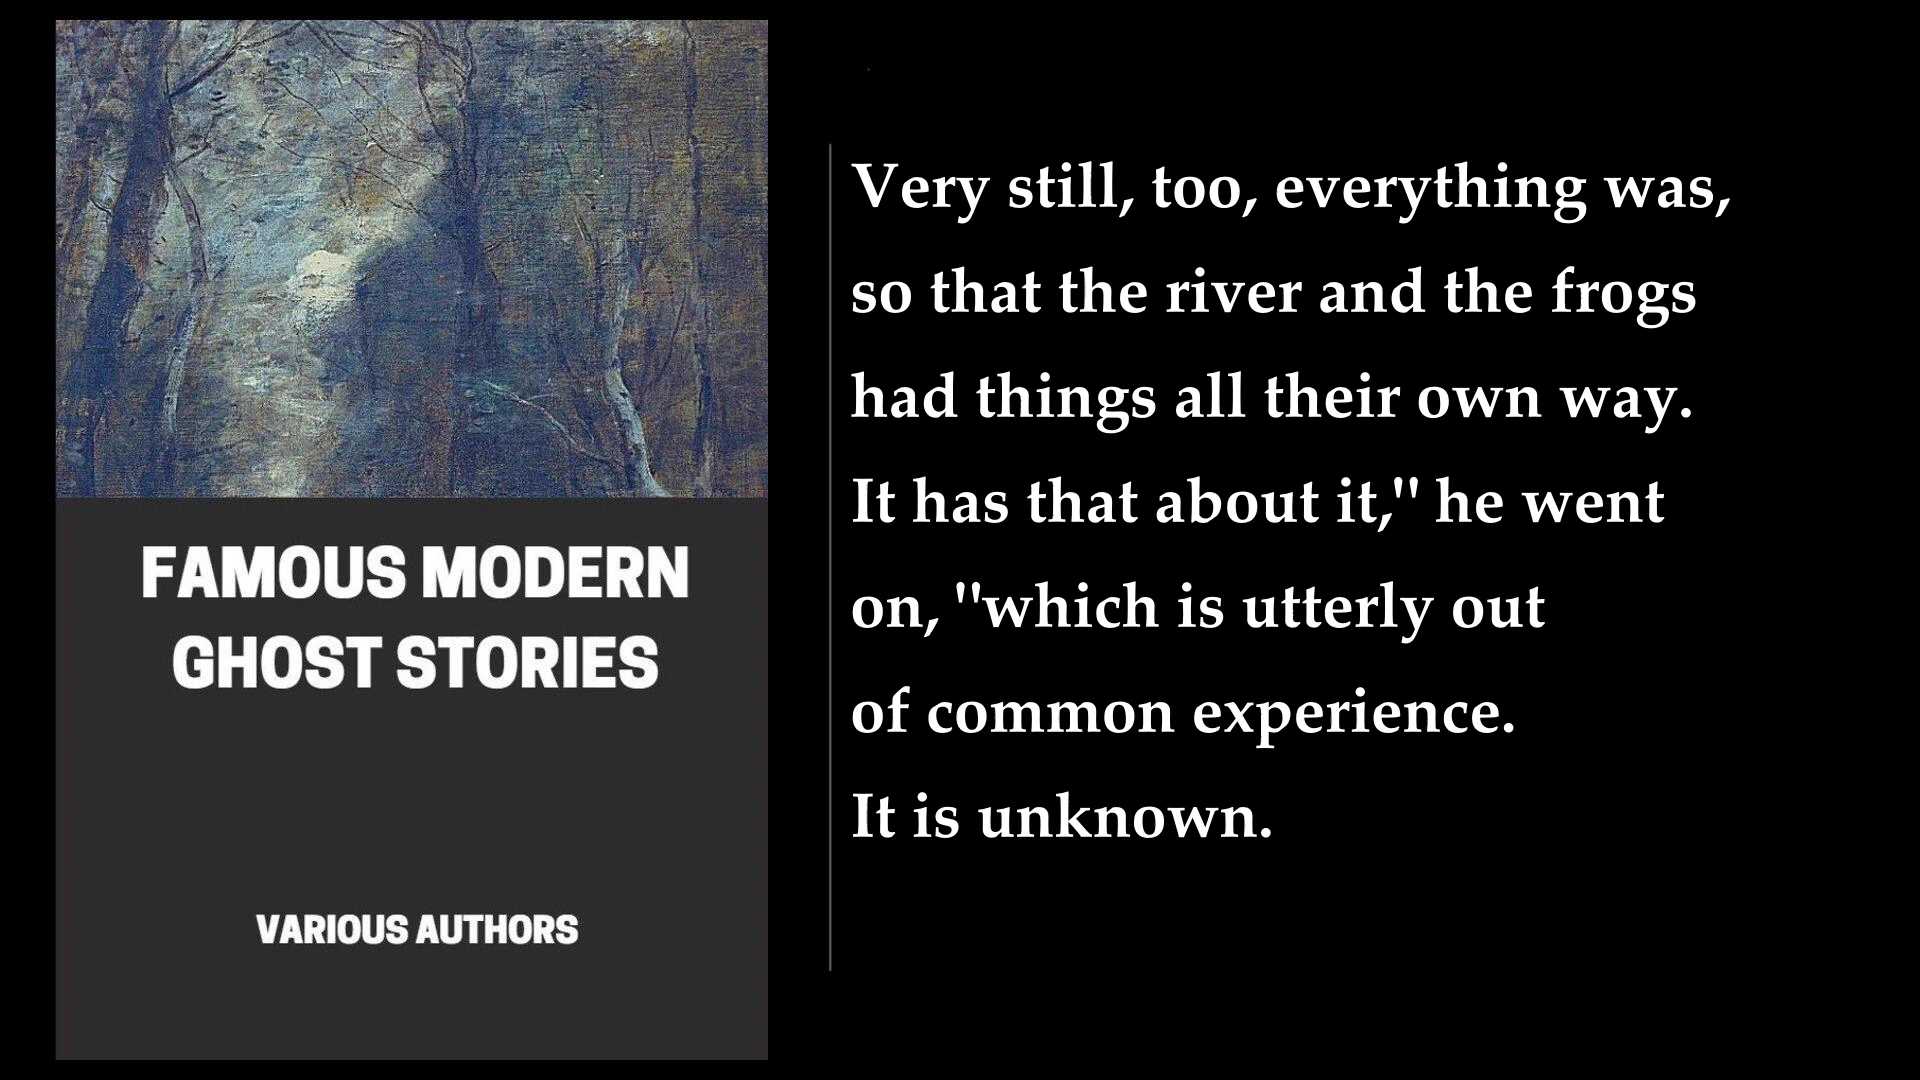 FAMOUS MODERN
GHOST STORIES
VARIOUS AUTHORS
Very still, too, everything was,
so that the river and the frogs
had things all their own way.
It has that about it," he went
on, "which is utterly out
of common experience.
It is unknown.